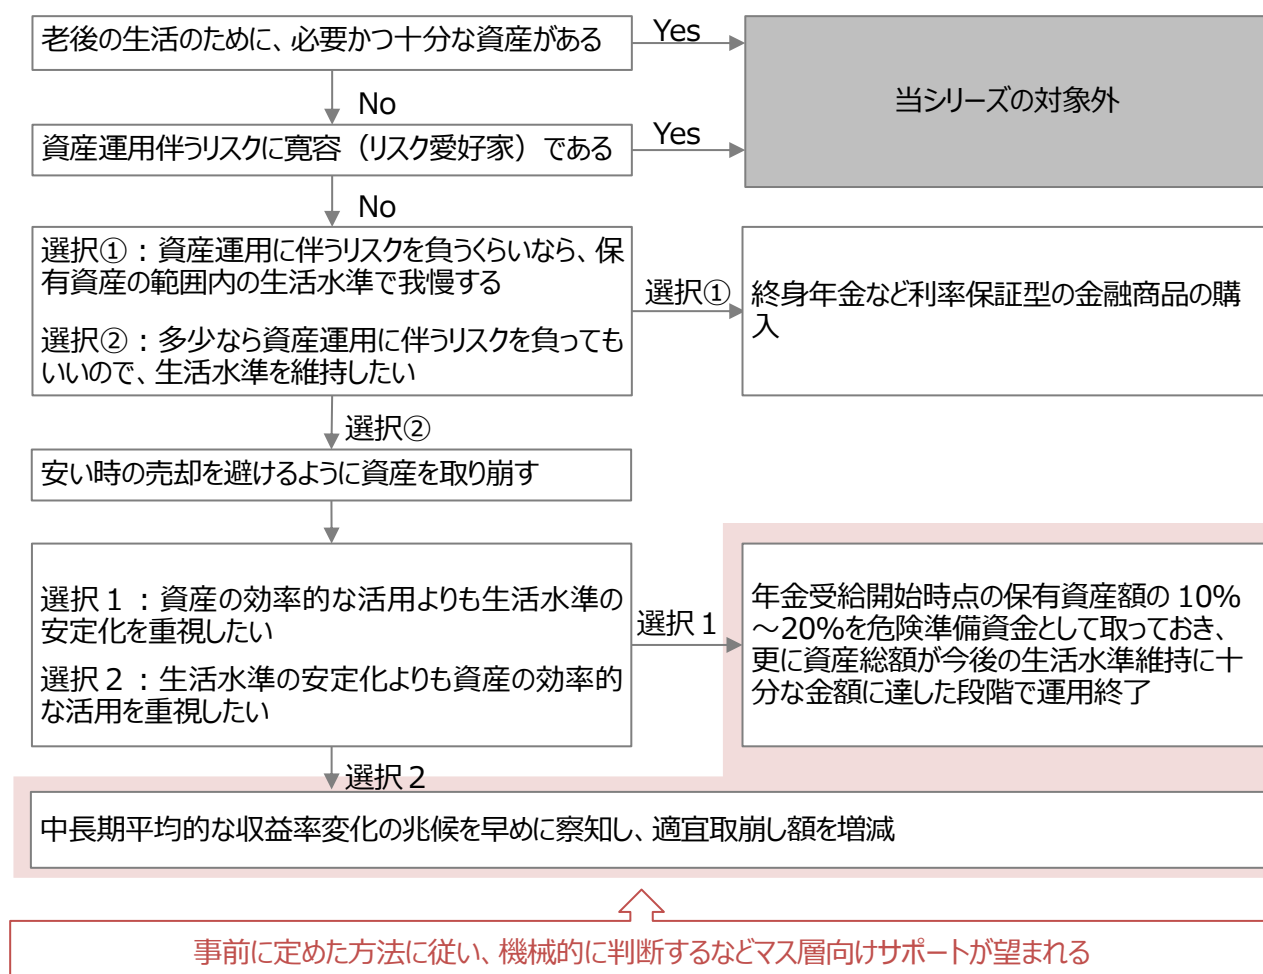 老後の生活のために、必要かつ十分な資産がある
Yes
当シリーズの対象外
No
資産運用伴うリスクに寛容（リスク愛好家）である
Yes
No
選択①：資産運用に伴うリスクを負うくらいなら、保
有資産の範囲内の生活水準で我慢する
選択②：多少なら資産運用に伴うリスクを負っても
いいので、生活水準を維持したい
選択①
終身年金など利率保証型の金融商品の購
入
選択②
安い時の売却を避けるように資産を取り崩す
選択１：資産の効率的な活用よりも生活水準の
安定化を重視したい
選択２：生活水準の安定化よりも資産の効率的
な活用を重視したい
選択１
年金受給開始時点の保有資産額の 10%
～20%を危険準備資金として取っておき、
更に資産総額が今後の生活水準維持に十
分な金額に達した段階で運用終了
選択２
中長期平均的な収益率変化の兆候を早めに察知し、適宜取崩し額を増減
事前に定めた方法に従い、機械的に判断するなどマス層向けサポートが望まれる